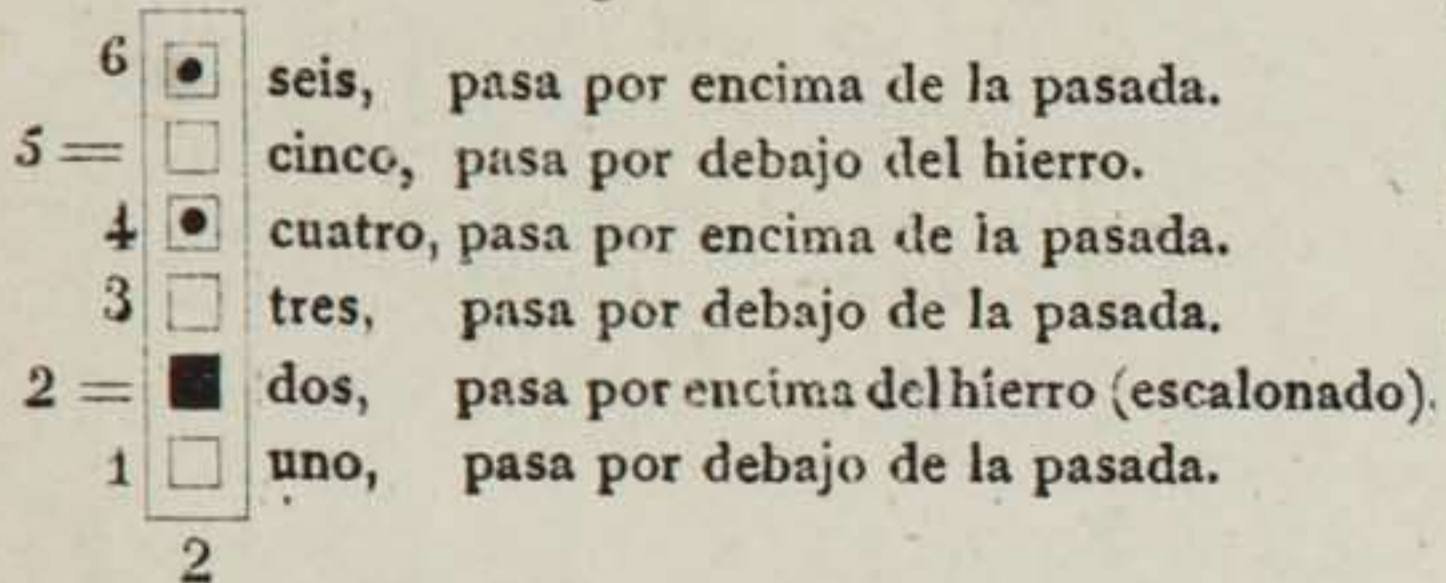 6 seis, pasa por encima de la pasada.
5 = cinco, pasa por debajo del hierro.
4 cuatro, pasa por encima de la pasada.
3 tres, pasa por debajo de la pasada.
2 = dos, pasa por encima del hierro (escalonado).
1 uno, pasa por debajo de la pasada.
2